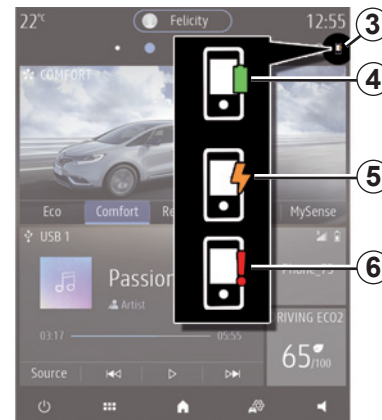 22°c Felicity 12:55 3
4
COMFORT
5
Eco Comfort MySense
USB 1
6
Passion
Artist
RIVING ECO2
03:17 05:55
65/100
Source